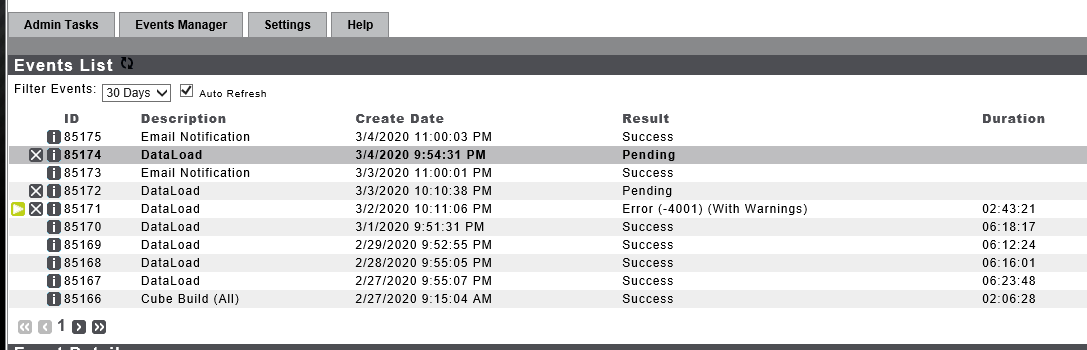 Admin Tasks Events Manager Settings Help
Events List
Filter Events: 30 Days Auto Refresh
ID Description Create Date Result Duration
85175 Email Notification 3/4/2020 11:00:03 PM Success
85174 DataLoad 3/4/2020 9:54:31 PM Pending
85173 Email Notification 3/3/2020 11:00:01 PM Success
85172 DataLoad 3/3/2020 10:10:38 PM Pending
85171 DataLoad 3/2/2020 10:11:06 PM Error (-4001) (With Warnings) 02:43:21
85170 DataLoad 3/1/2020 9:51:31 PM Success 06:18:17
85169 DataLoad 2/29/2020 9:52:55 PM Success 06:12:24
85168 DataLoad 2/28/2020 9:55:05 PM Success 06:16:01
85167 DataLoad 2/27/2020 9:55:07 PM Success 06:23:48
85166 Cube Build (All) 2/27/2020 9:15:04 AM Success 02:06:28
1